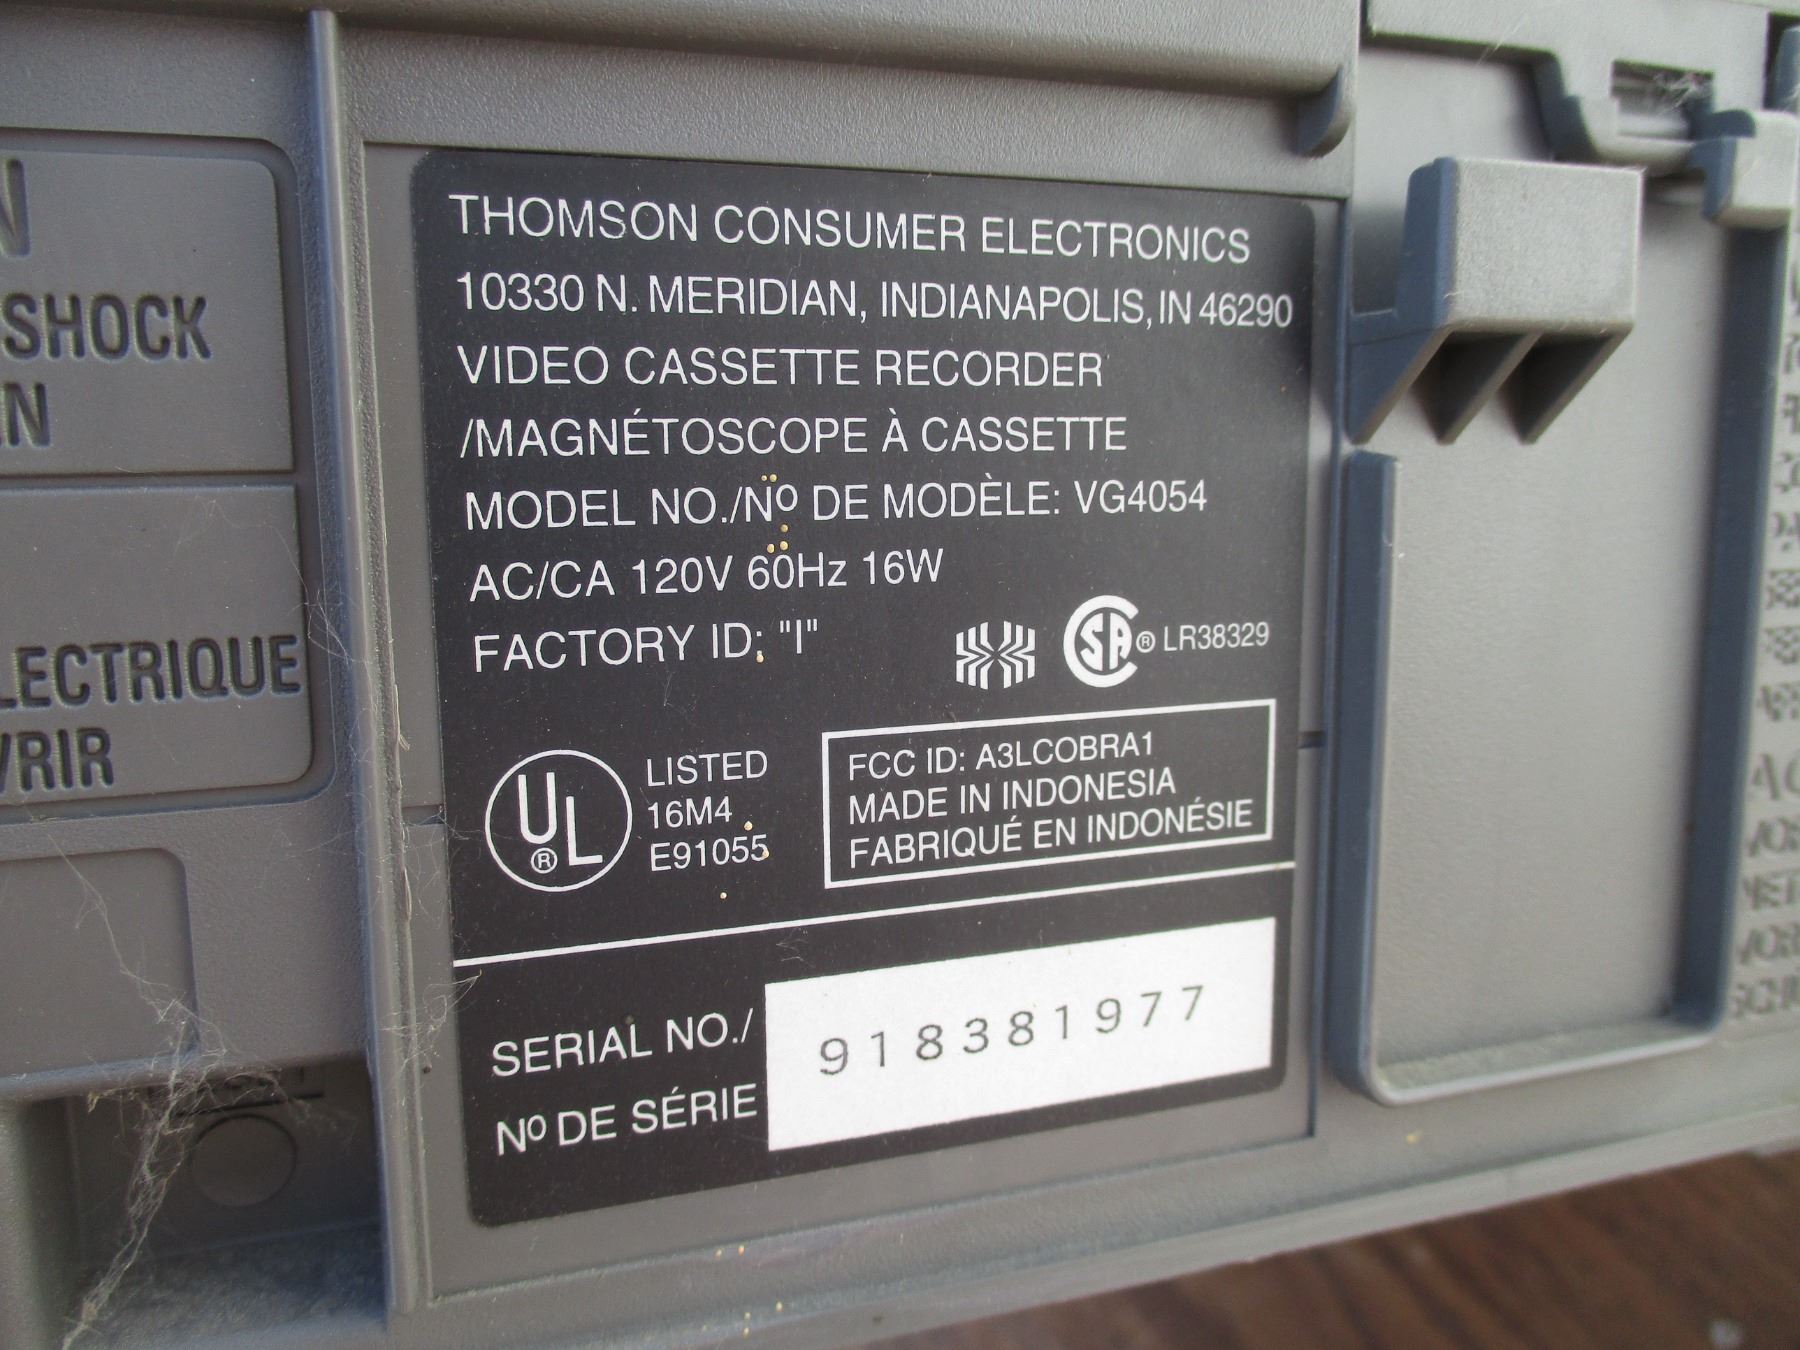 SHOCK
LECTRIQUE
VRIR
THOMSON CONSUMER ELECTRONICS
10330 N. MERIDIAN, INDIANAPOLIS, IN 46290
VIDEO CASSETTE RECORDER
/MAGNÉTOSCOPE À CASSETTE
MODEL NO./Nº DE MODÈLE: VG4054
AC/CA 120V 60Hz 16W
FACTORY ID: "I"
SA ® LR38329
UL ®
LISTED
16M4
E91055
FCC ID: A3LCOBRA1
MADE IN INDONESIA
FABRIQUÉ EN INDONÉSIE
SERIAL NO./
Nº DE SÉRIE
918381977